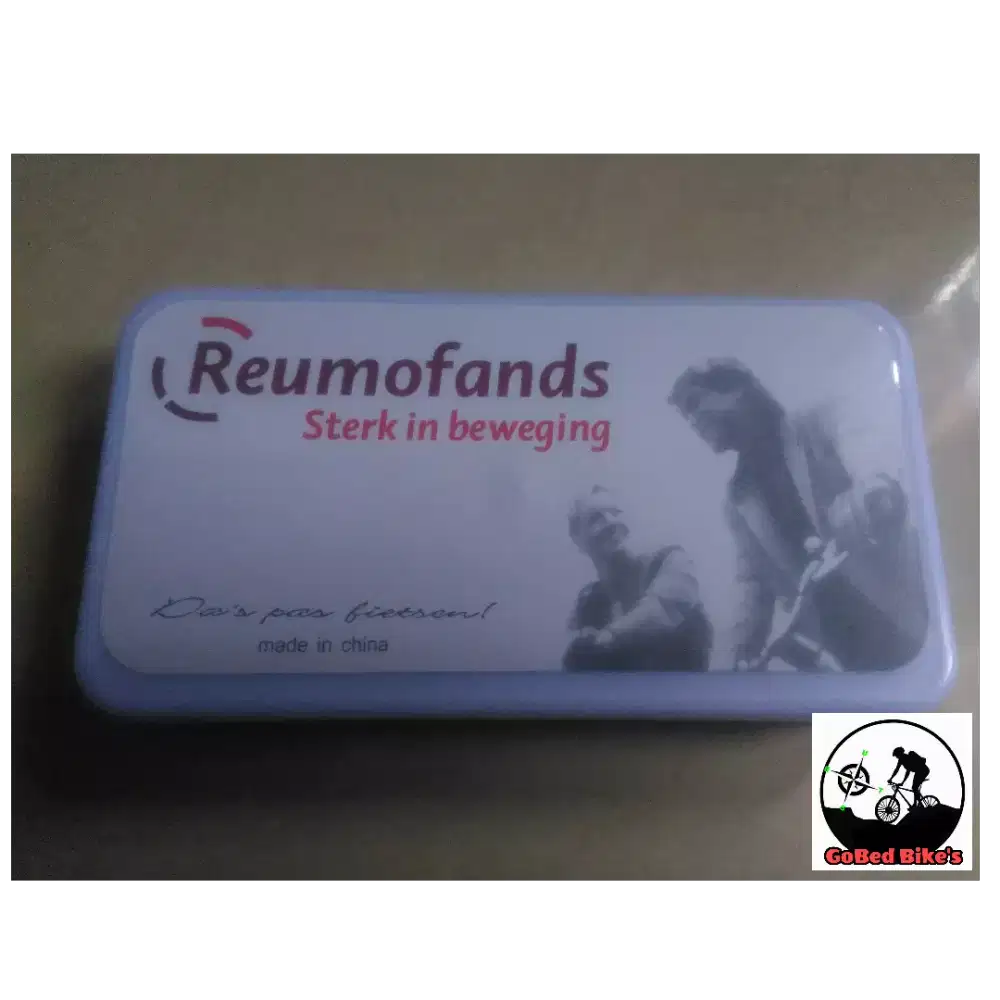 Reumofands
Sterk in beweging
Da's pas fietsen!
made in china
GoBed Bike's